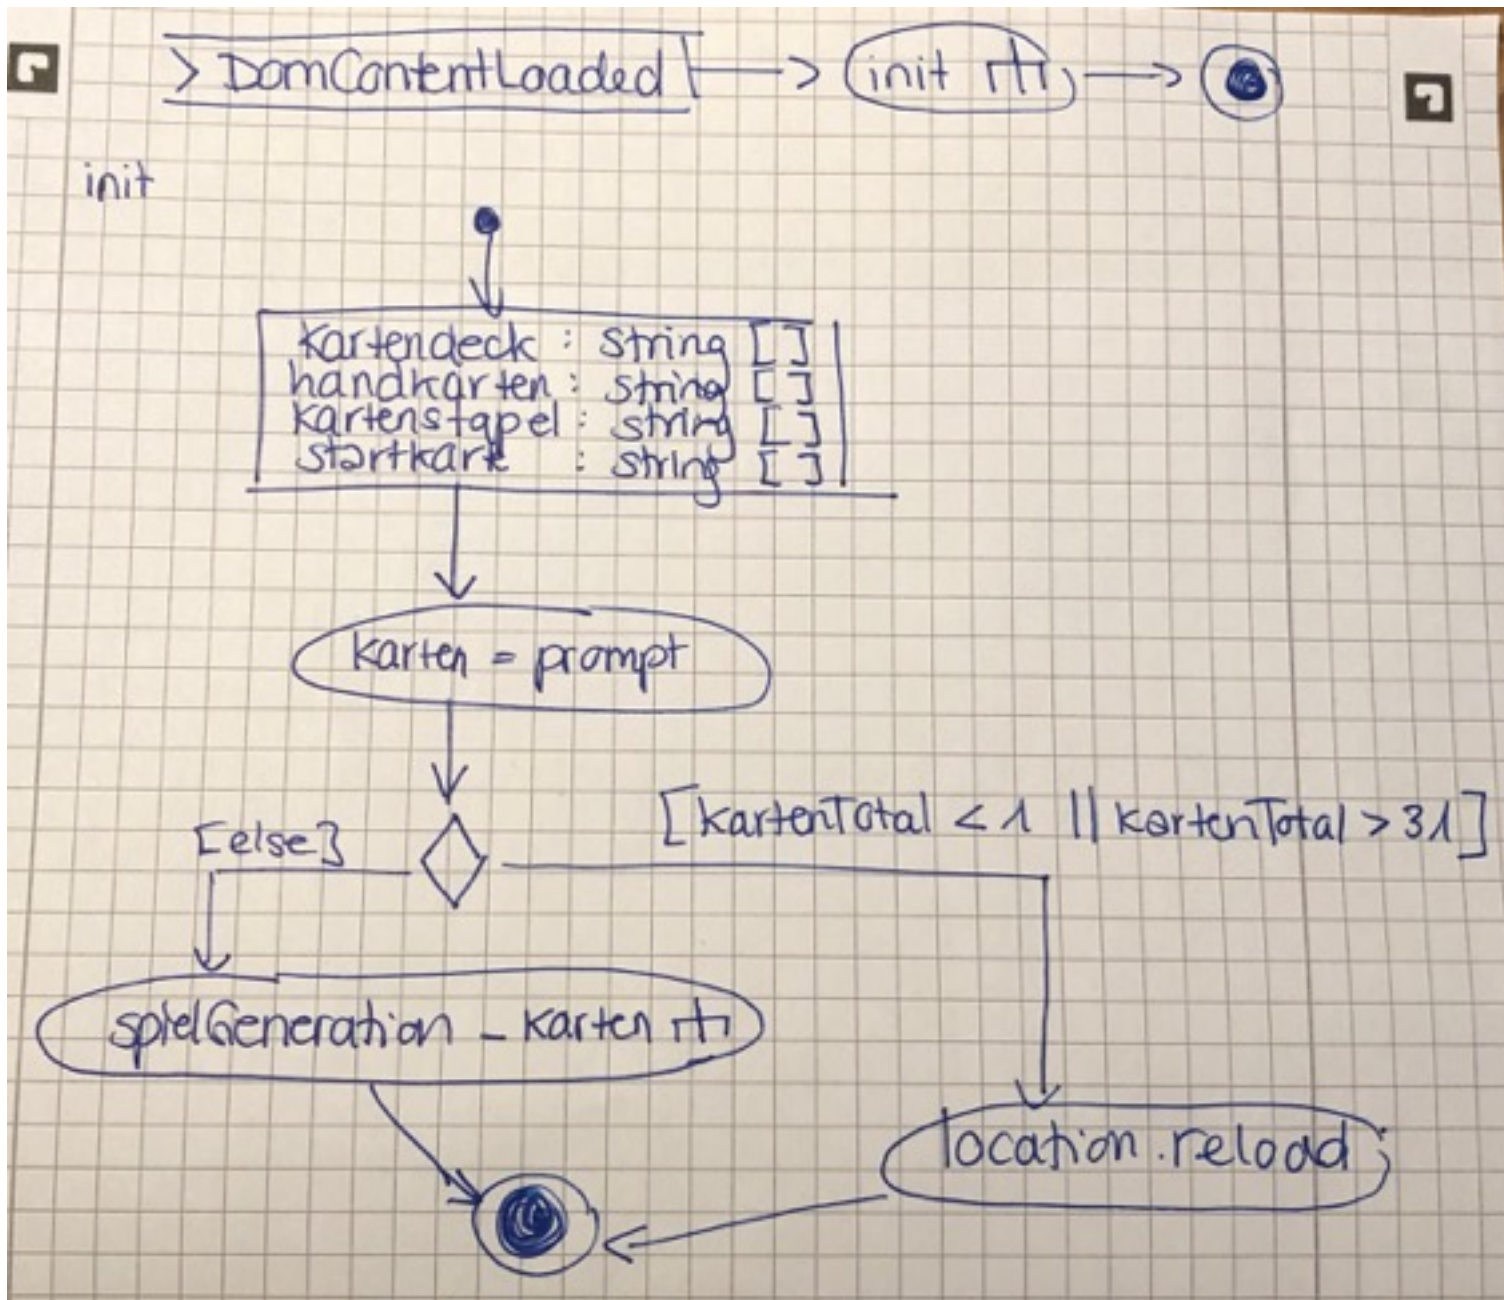 DomContentLoaded
init
init
Kartendeck : string []
handkarten : string []
kartenstapel : string []
startkarte : string []
karten = prompt
[else]
[kartenTotal < 1 || kartenTotal > 31]
spielGeneration - Karten
location.reload